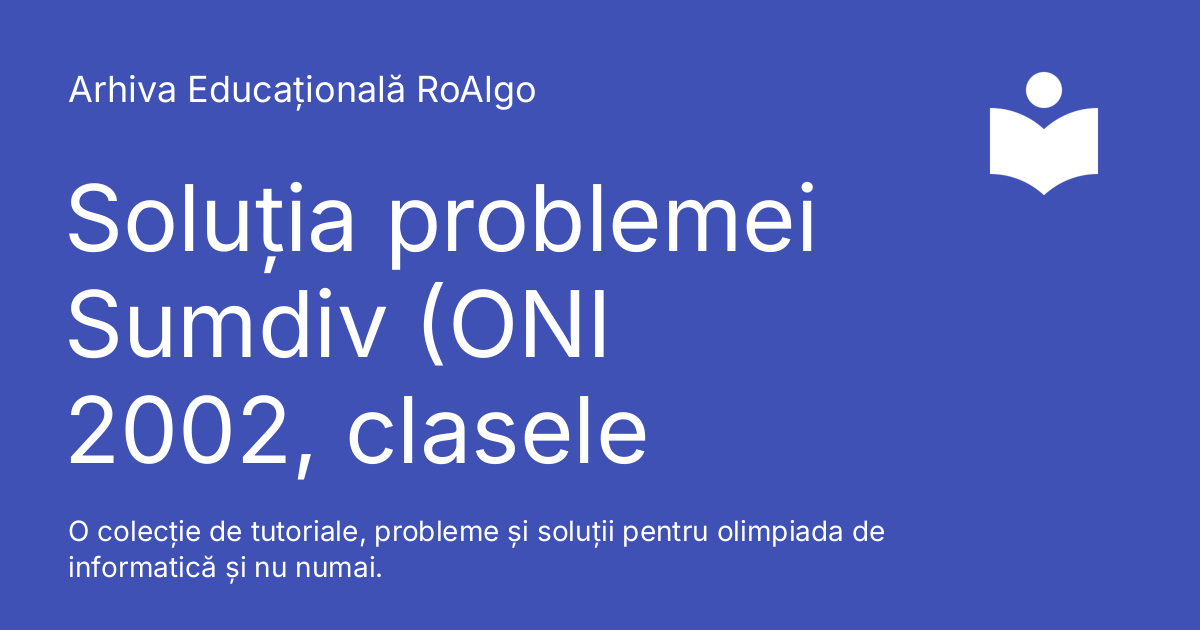 Arhiva Educațională RoAlgo
Soluția problemei
Sumdiv (ONI
2002, clasele
O colecție de tutoriale, probleme și soluții pentru olimpiada de
informatică și nu numai.